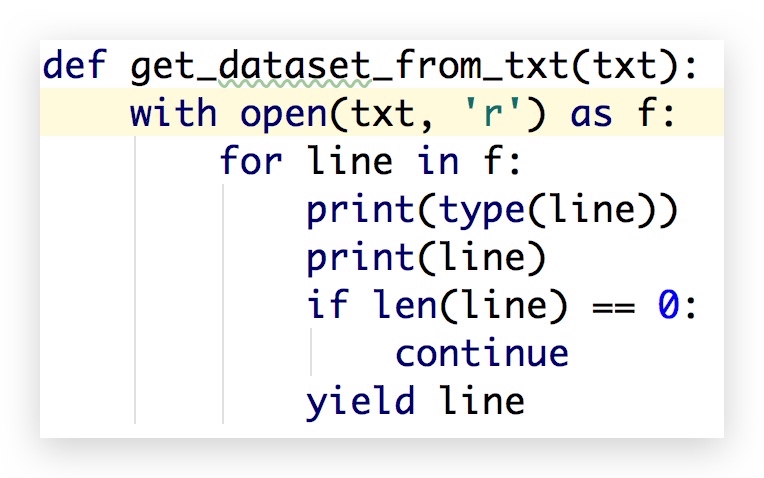 def get_dataset_from_txt(txt):
    with open(txt, 'r') as f:
        for line in f:
            print(type(line))
            print(line)
            if len(line) == 0:
                continue
            yield line